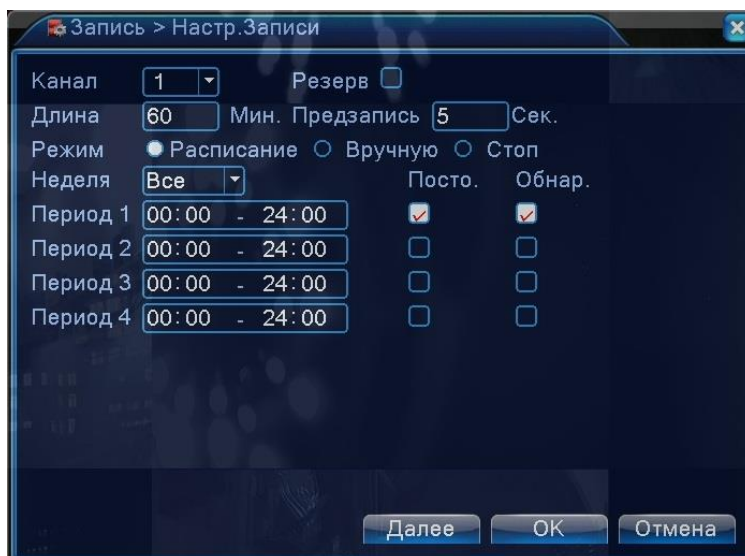 Запись > Настр.Записи
Канал 1 Резерв
Длина 60 Мин. Предзапись 5 Сек.
Режим Расписание Вручную Стоп
Неделя Все Посто. Обнар.
Период 1 00:00 - 24:00
Период 2 00:00 - 24:00
Период 3 00:00 - 24:00
Период 4 00:00 - 24:00
Далее OK Отмена